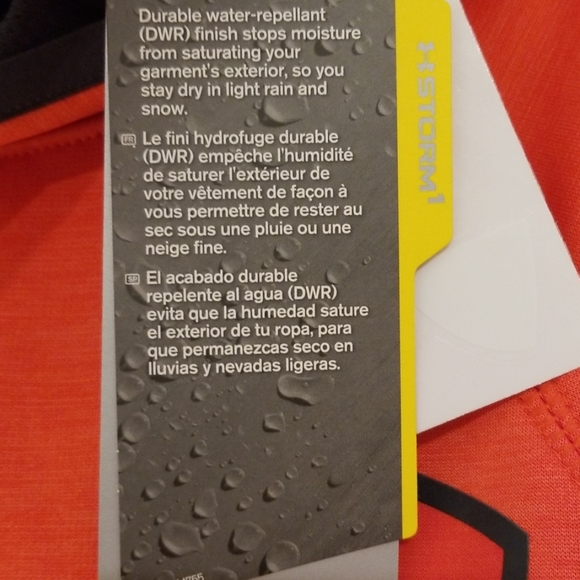 Durable water-repellant
(DWR) finish stops moisture
from saturating your
garment's exterior, so you
stay dry in light rain and
snow.
FR Le fini hydrofuge durable
(DWR) empêche l'humidité
de saturer l'extérieur de
votre vêtement de façon à
vous permettre de rester au
sec sous une pluie ou une
neige fine.
SP El acabado durable
repelente al agua (DWR)
evita que la humedad sature
el exterior de tu ropa, para
que permanezcas seco en
lluvias y nevadas ligeras.
STORM1